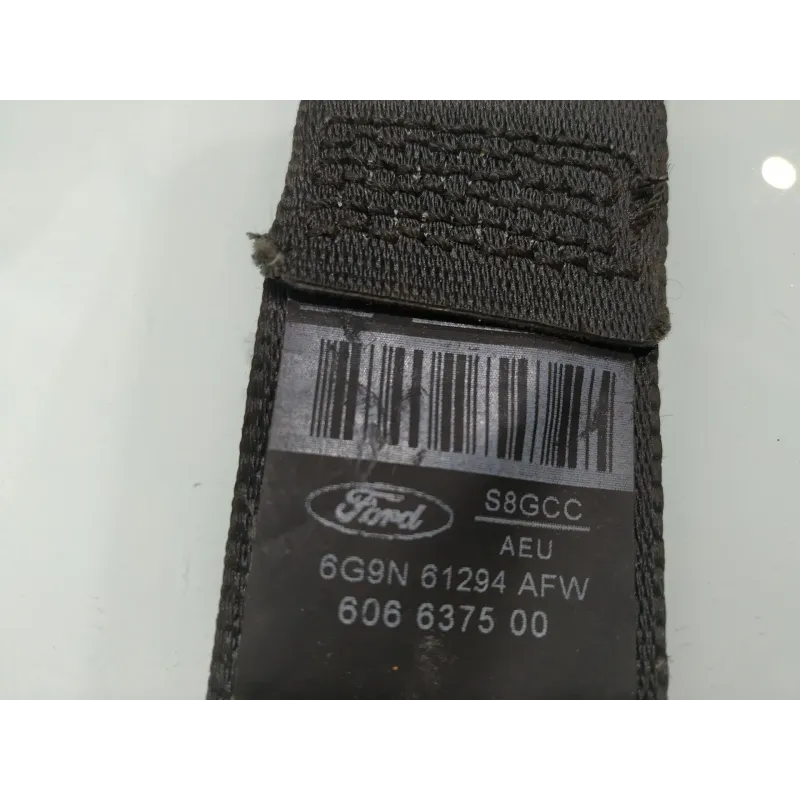 Ford
S8GCC
AEU
6G9N 61294 AFW
606 6375 00